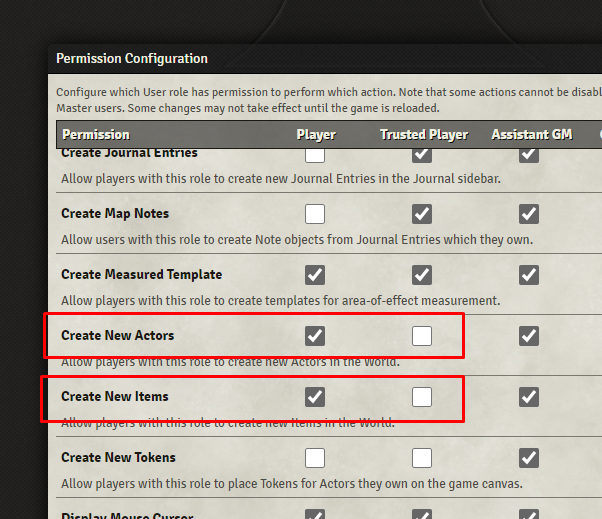 Permission Configuration
Configure which User role has permission to perform which action. Note that some actions cannot be disabl
Master users. Some changes may not take effect until the game is reloaded.
Permission Player Trusted Player Assistant GM
Create Journal Entries
Allow players with this role to create new Journal Entries in the Journal sidebar.
Create Map Notes
Allow users with this role to create Note objects from Journal Entries which they own.
Create Measured Template
Allow players with this role to create templates for area-of-effect measurement.
Create New Actors
Allow players with this role to create new Actors in the World.
Create New Items
Allow players with this role to create new Items in the World.
Create New Tokens
Allow players with this role to place Tokens for Actors they own on the game canvas.
Display Mouse Cursor